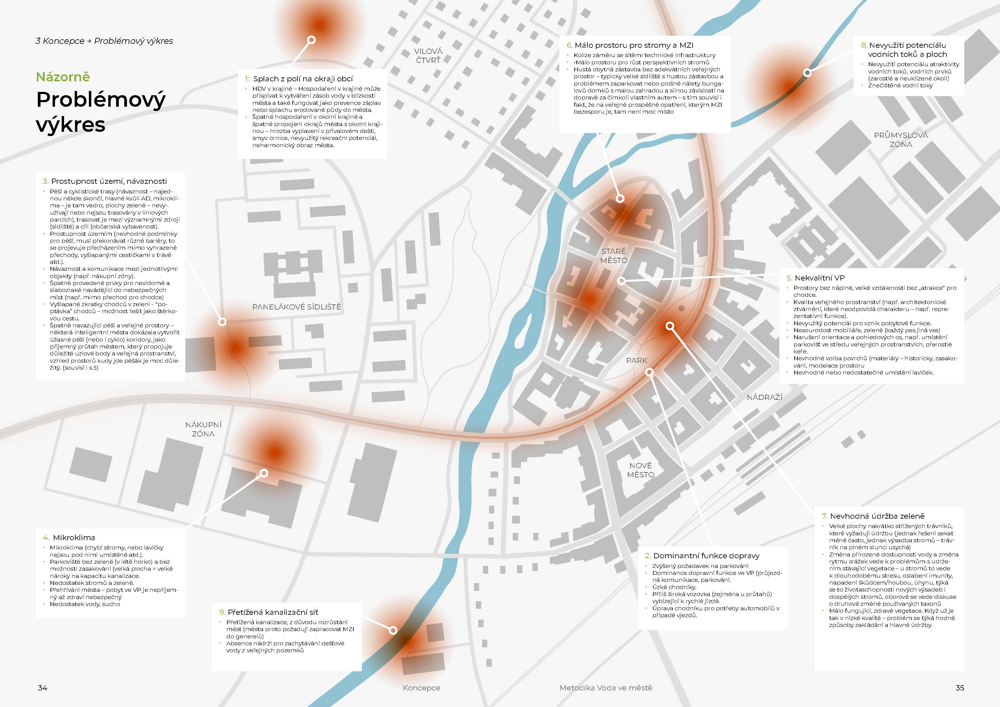 3 Koncepce → Problémový výkres
Názorně
Problémový
výkres
1. Splach z polí na okraji obcí
• HDV v krajině – Hospodaření v krajině může
přispívat k vytváření zásob vody v blízkosti
města a také fungovat jako prevence záplav
nebo splachu erodované půdy do města.
• Špatné hospodaření v okolní krajině a
špatné propojení okrajů města s okolní kraji-
nou – hrozba vyplavení v přívalovém dešti,
smyv ornice, nevyužitý rekreační potenciál,
neharmonický obraz města.
VILOVÁ
ČTVRŤ
6. Málo prostoru pro stromy a MZI
• Kolize záměru se sítěmi technické infrastruktury
• •Málo prostoru pro růst perspektivních stromů
• Hustá obytná zástavba bez adekvátních veřejných
prostor – typicky velké sídliště s hustou zástavbou a
problémem zaparkovat nebo plošné nálety bunga-
lovů domků s malou zahradou a silnou závislostí na
dopravě za čímkoli vlastním autem – s tím souvisí i
fakt, že na veřejně prospěšné opatření, kterým MZI
bezesporu je, tam není moc místo
8. Nevyužití potenciálu
vodních toků a ploch
• Nevyužití potenciálu atraktivity
vodních toků, vodních prvků
(zarostlé a neuklizené okolí)
• Znečištěné vodní toky
PRŮMYSLOVÁ
ZÓNA
3. Prostupnost území, návaznosti
• Pěší a cyklistické trasy (návaznost – najed-
nou někde skončí, hlavně kvůli AD, mikrokli-
ma – je tam vedro, plochy zeleně – nevy-
užívají nebo nejsou trasovány v liniových
parcích), trasovat je mezi významnými zdroji
(sídliště) a cíli (občanská vybavenost).
• Prostupnost územím (nevhodné podmínky
pro pěší, musí překonávat různé bariéry, to
se projevuje přecházením mimo vyhrazené
přechody, vyšlapanými cestičkami v trávě
atd.).
• Návaznost a komunikace mezi jednotlivými
objekty (např. nákupní zóny).
• Špatně provedené prvky pro nevidomé a
slabozraké navádějící do nebezpečných
míst (např. mimo přechod pro chodce)
• Vyšlapané zkratky chodců v zeleni - “po-
ptávka” chodců – možnost řešit jako štěrko-
vou cestu.
• Špatně navazující pěší a veřejné prostory –
některá inteligentní města dokázala vytvořit
úžasné pěší (nebo i cyklo) koridory, jako
příjemný průtah městem, který propojuje
důležité uzlové body a veřejná prostranství,
vzhled prostorů kudy jde pěšák je moc důle-
žitý. (souvisí i s 5)
PANELÁKOVÉ SÍDLIŠTĚ
STARÉ
MĚSTO
5. Nekvalitní VP
• Prostory bez náplně, velké vzdálenosti bez „atrakce“ pro
chodce.
• Kvalita veřejného prostranství (např. architektonické
ztvárnění, které neodpovídá charakteru – např. repre-
zentativní funkce).
• Nevyužitý potenciál pro vznik pobytové funkce.
• Nesourodost mobiliáře, zeleně (každý pes jiná ves)
• Narušení orientace a pohledových os, např. umístění
parkovišť ve středu veřejných prostranstvích, přerostlé
keře.
• Nevhodné volba povrchů (materiály – historicky, zasako-
vání, modelace prostoru
• Nevhodné nebo nedostatečné umístění laviček.
PARK
NÁDRAŽÍ
NÁKUPNÍ
ZÓNA
NOVÉ
MĚSTO
4. Mikroklima
• Mikroklima (chybí stromy, nebo lavičky
nejsou pod nimi umístěné atd.).
• Parkoviště bez zeleně (v létě horko) a bez
možnosti zasakování (velká plocha = velké
nároky na kapacitu kanalizace.
• Nedostatek stromů a zeleně.
• Přehřívání města – pobyt ve VP je nepříjem-
ný až zdraví nebezpečný
• Nedostatek vody, sucho
9. Přetížená kanalizační síť
• Přetížená kanalizace, z důvodu rozrůstání
měst (města proto požadují zapracovat MZI
do generelů)
• Absence nádrží pro zachytávání dešťové
vody z veřejných pozemků
2. Dominantní funkce dopravy
• Zvýšený požadavek na parkování
• Dominance dopravní funkce ve VP (průjezd-
ná komunikace, parkování.
• Úzké chodníky.
• Příliš široká vozovka (zejména u průtahů)
vybízející k rychlé jízdě.
• Úprava chodníku pro potřeby automobilů v
případě vjezdů.
7. Nevhodná údržba zeleně
• Velké plochy nakrátko střižených trávníků,
které vyžadují údržbu (jednak řešení sekat
méně často, jednak výsadba stromů – tráv-
ník na plném slunci usychá)
• Změna přirozené dostupnosti vody a změna
rytmu srážek vede k problémům s udrže-
ním stávající vegetace – u stromů to vede
k dlouhodobému stresu, oslabení imunity,
napadení škůdcem/houbou, úhynu, týká
se to životaschopnosti nových výsadeb i
dospělých stromů, oborově se vede diskuse
o druhové změně používaných taxonů
• Málo fungující, zdravé vegetace. Když už je
tak v nízké kvalitě – problém se týká hodně
způsoby zakládání a hlavně údržby.
34
Koncepce
Metodika Voda ve městě
35